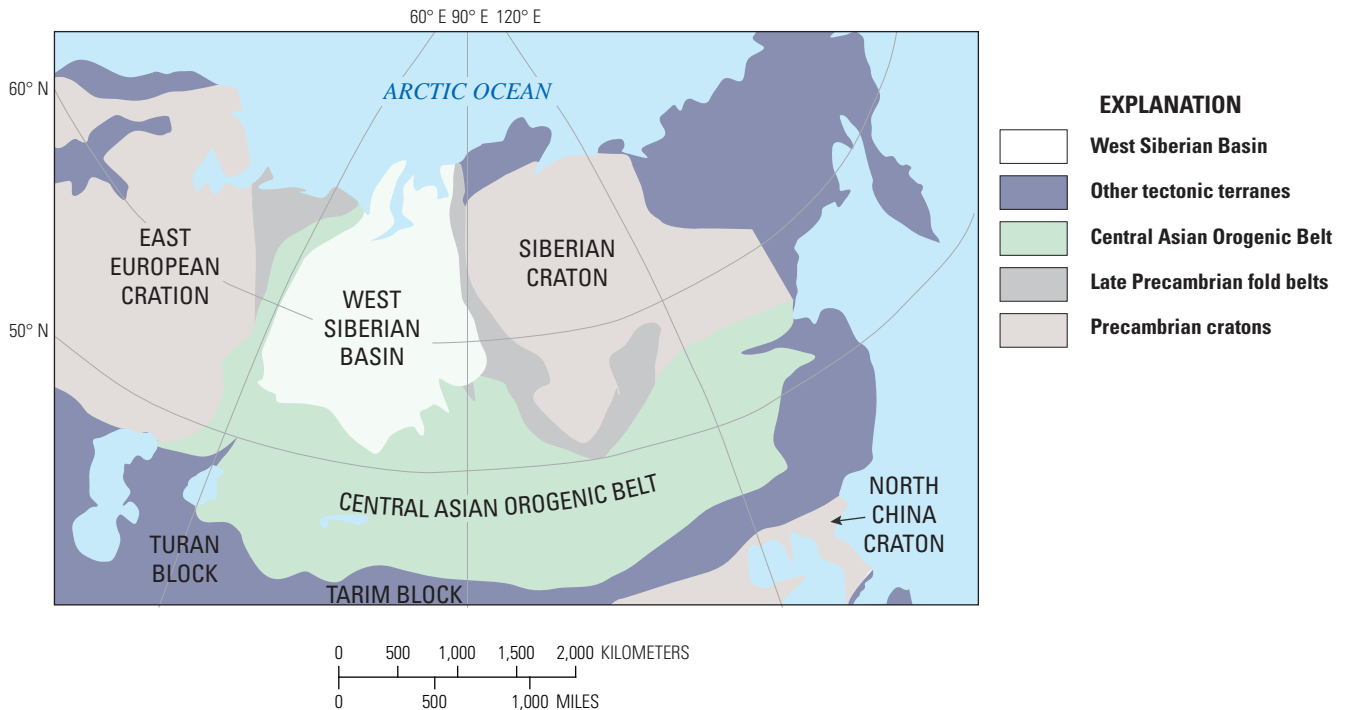 60° E 90° E 120° E
60° N
ARCTIC OCEAN
EAST
EUROPEAN
CRATION
50° N
WEST
SIBERIAN
BASIN
SIBERIAN
CRATON
CENTRAL ASIAN OROGENIC BELT
TURAN
BLOCK
TARIM BLOCK
NORTH
CHINA
CRATON
EXPLANATION
West Siberian Basin
Other tectonic terranes
Central Asian Orogenic Belt
Late Precambrian fold belts
Precambrian cratons
0 500 1,000 1,500 2,000 KILOMETERS
0 500 1,000 MILES